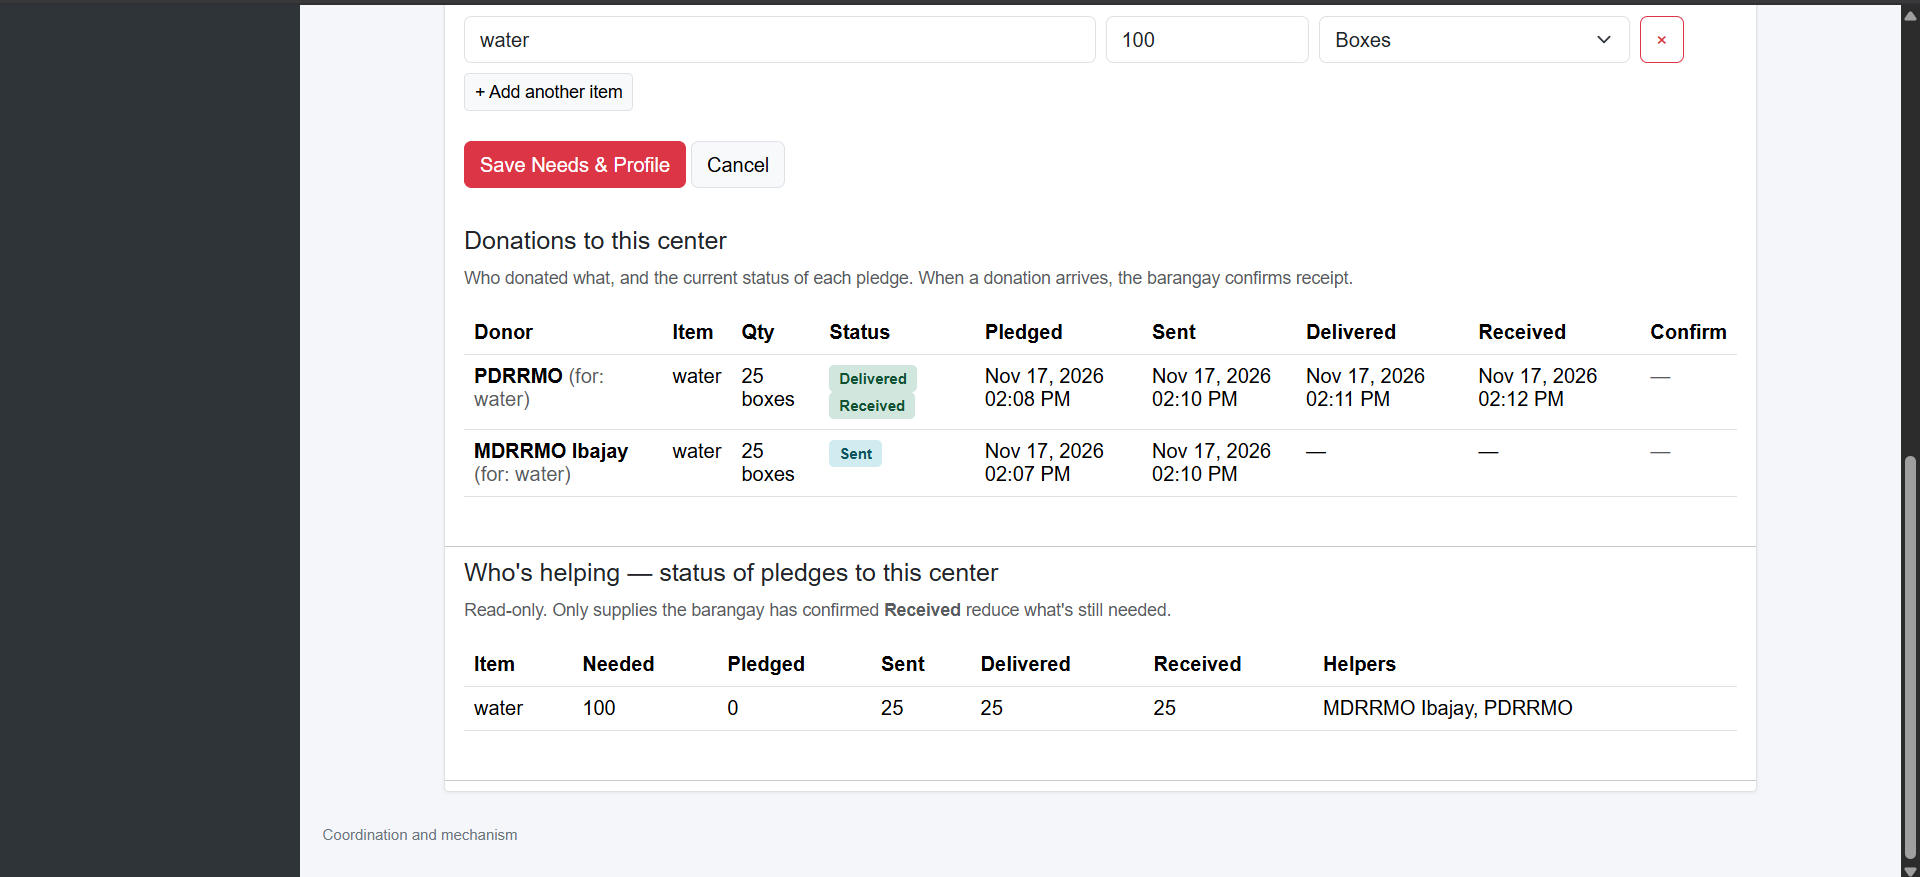 water 100 Boxes ×
+ Add another item
Save Needs & Profile Cancel
Donations to this center
Who donated what, and the current status of each pledge. When a donation arrives, the barangay confirms receipt.
Donor Item Qty Status Pledged Sent Delivered Received Confirm
PDRRMO (for: water 25 Delivered Nov 17, 2026 Nov 17, 2026 Nov 17, 2026 Nov 17, 2026 —
water) boxes Received 02:08 PM 02:10 PM 02:11 PM 02:12 PM
MDRRMO Ibajay water 25 Sent Nov 17, 2026 Nov 17, 2026 — — —
(for: water) boxes 02:07 PM 02:10 PM
Who's helping — status of pledges to this center
Read-only. Only supplies the barangay has confirmed Received reduce what's still needed.
Item Needed Pledged Sent Delivered Received Helpers
water 100 0 25 25 25 MDRRMO Ibajay, PDRRMO
Coordination and mechanism